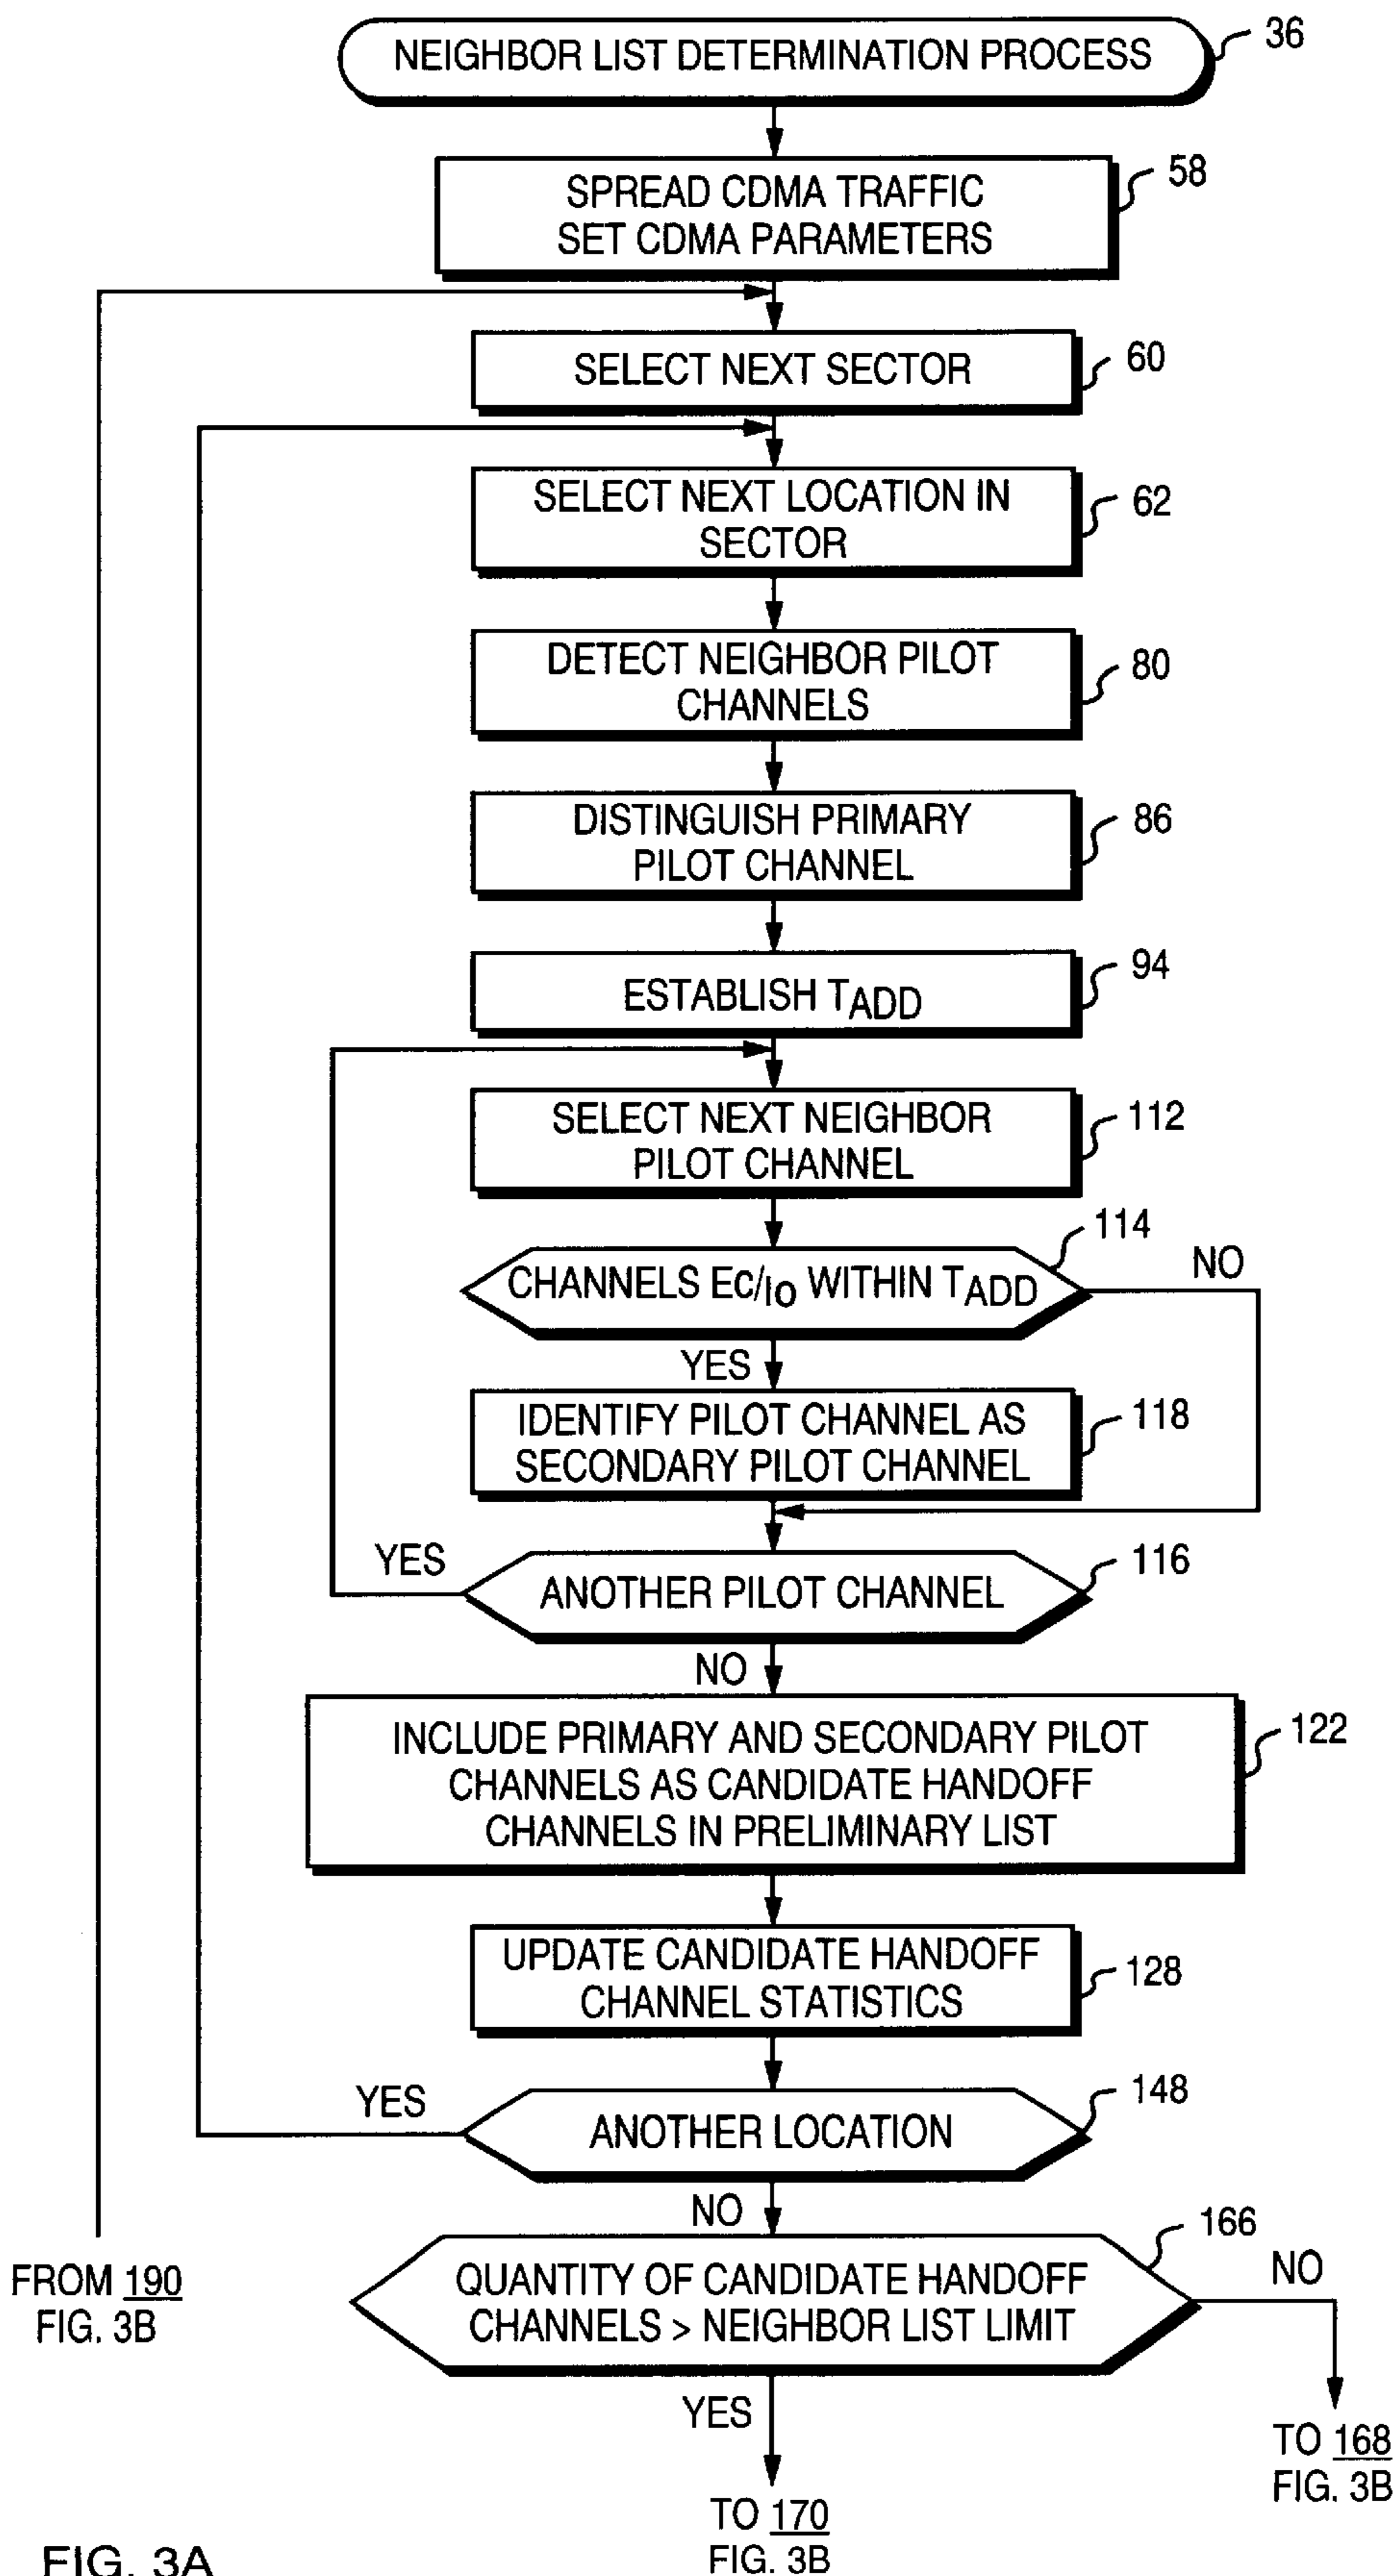 NEIGHBOR LIST DETERMINATION PROCESS
36
SPREAD CDMA TRAFFIC
SET CDMA PARAMETERS
58
SELECT NEXT SECTOR
60
SELECT NEXT LOCATION IN
SECTOR
62
DETECT NEIGHBOR PILOT
CHANNELS
80
DISTINGUISH PRIMARY
PILOT CHANNEL
86
ESTABLISH TADD
94
SELECT NEXT NEIGHBOR
PILOT CHANNEL
112
CHANNELS Ec/Io WITHIN TADD
114
NO
YES
IDENTIFY PILOT CHANNEL AS
SECONDARY PILOT CHANNEL
118
YES
ANOTHER PILOT CHANNEL
116
NO
INCLUDE PRIMARY AND SECONDARY PILOT
CHANNELS AS CANDIDATE HANDOFF
CHANNELS IN PRELIMINARY LIST
122
UPDATE CANDIDATE HANDOFF
CHANNEL STATISTICS
128
YES
ANOTHER LOCATION
148
NO
QUANTITY OF CANDIDATE HANDOFF
CHANNELS > NEIGHBOR LIST LIMIT
166
NO
FROM 190
FIG. 3B
YES
TO 168
FIG. 3B
TO 170
FIG. 3B
FIG. 3A